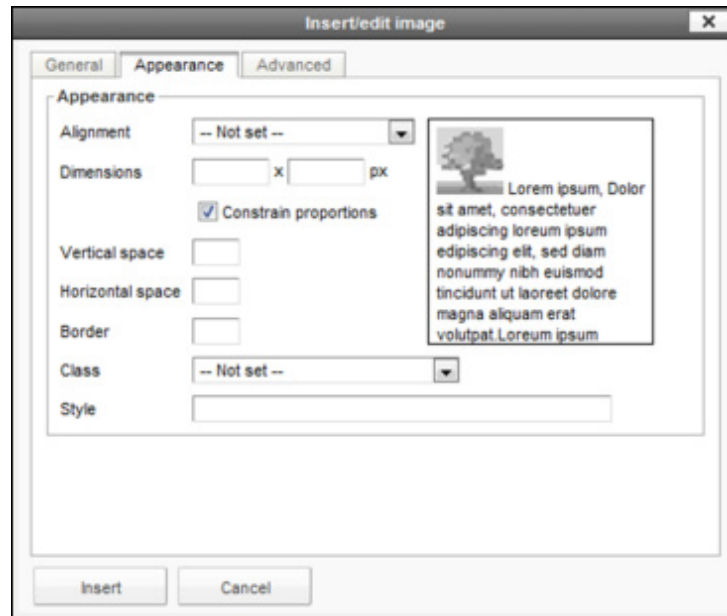 Insert/edit image
General Appearance Advanced
Appearance
Alignment -- Not set --
Dimensions x px
Constrain proportions
Vertical space
Horizontal space
Border
Class -- Not set --
Style
Lorem ipsum, Dolor
sit amet, consectetuer
adipiscing loreum ipsum
edipiscing elit, sed diam
nonummy nibh euismod
tincidunt ut laoreet dolore
magna aliquam erat
volutpat.Loreum ipsum
Insert Cancel